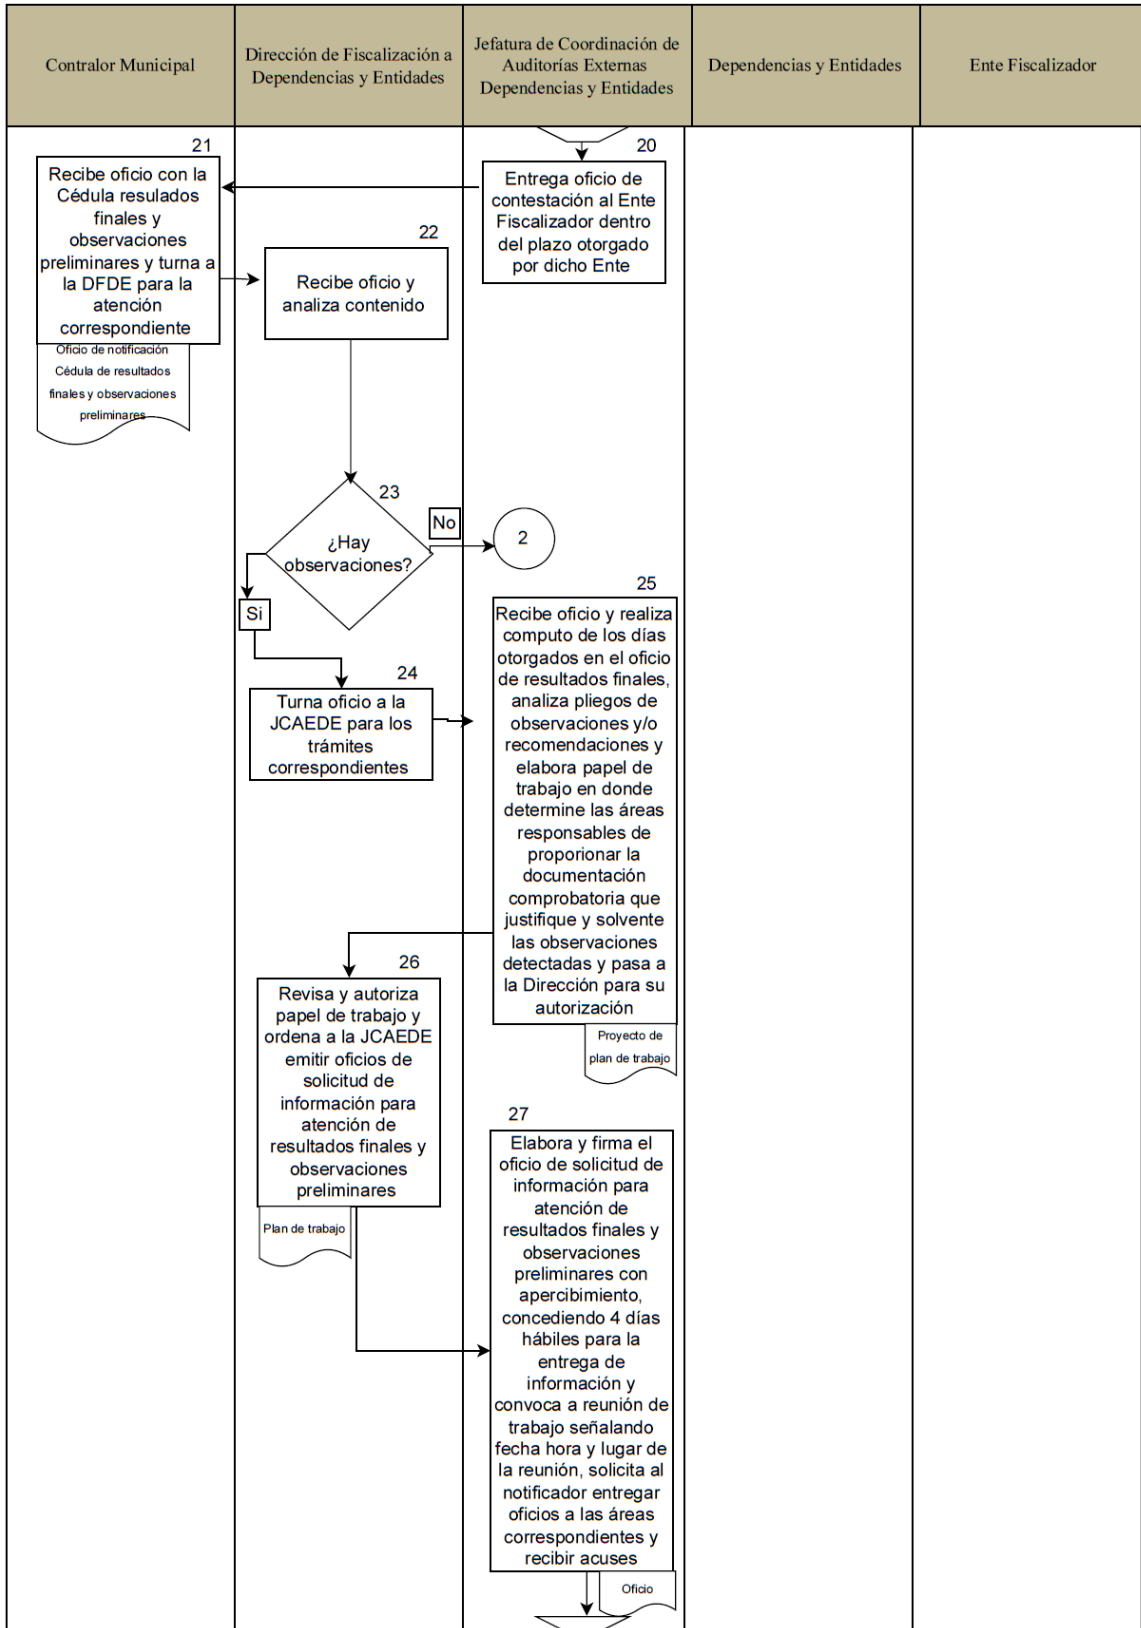 Contralor Municipal
Dirección de Fiscalización a
Dependencias y Entidades
Jefatura de Coordinación de
Auditorías Externas
Dependencias y Entidades
Dependencias y Entidades
Ente Fiscalizador
20
Entrega oficio de
contestación al Ente
Fiscalizador dentro
del plazo otorgado
por dicho Ente
21
Recibe oficio con la
Cédula resulados
finales y
observaciones
preliminares y turna a
la DFDE para la
atención
correspondiente
Oficio de notificación
Cédula de resultados
finales y observaciones
preliminares
22
Recibe oficio y
analiza contenido
23
¿Hay
observaciones?
No
2
Si
24
Turna oficio a la
JCAEDE para los
trámites
correspondientes
25
Recibe oficio y realiza
computo de los días
otorgados en el oficio
de resultados finales,
analiza pliegos de
observaciones y/o
recomendaciones y
elabora papel de
trabajo en donde
determine las áreas
responsables de
proporionar la
documentación
comprobatoria que
justifique y solvente
las observaciones
detectadas y pasa a
la Dirección para su
autorización
Proyecto de
plan de trabajo
26
Revisa y autoriza
papel de trabajo y
ordena a la JCAEDE
emitir oficios de
solicitud de
información para
atención de
resultados finales y
observaciones
preliminares
Plan de trabajo
27
Elabora y firma el
oficio de solicitud de
información para
atención de
resultados finales y
observaciones
preliminares con
apercibimiento,
concediendo 4 días
hábiles para la
entrega de
información y
convoca a reunión de
trabajo señalando
fecha hora y lugar de
la reunión, solicita al
notificador entregar
oficios a las áreas
correspondientes y
recibir acuses
Oficio